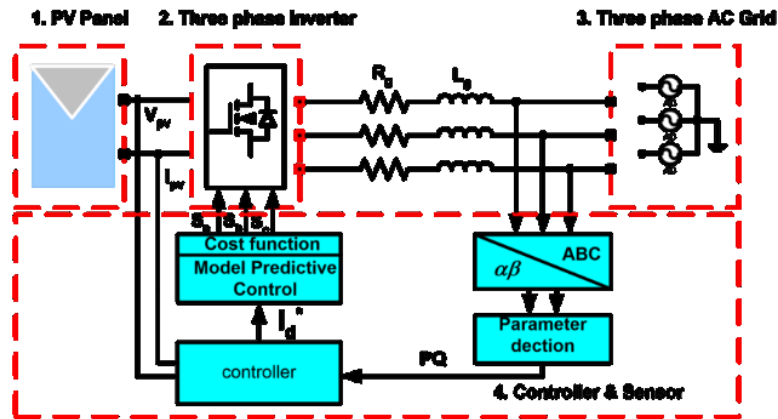 1. PV Panel
2. Three phase inverter
3. Three phase AC Grid
Rg
Lg
Vpv
Ipv
Sa Sb Sc
Cost function
Model Predictive
Control
ABC
αβ
Id*
Parameter
dection
controller
PQ
4. Controller & Sensor